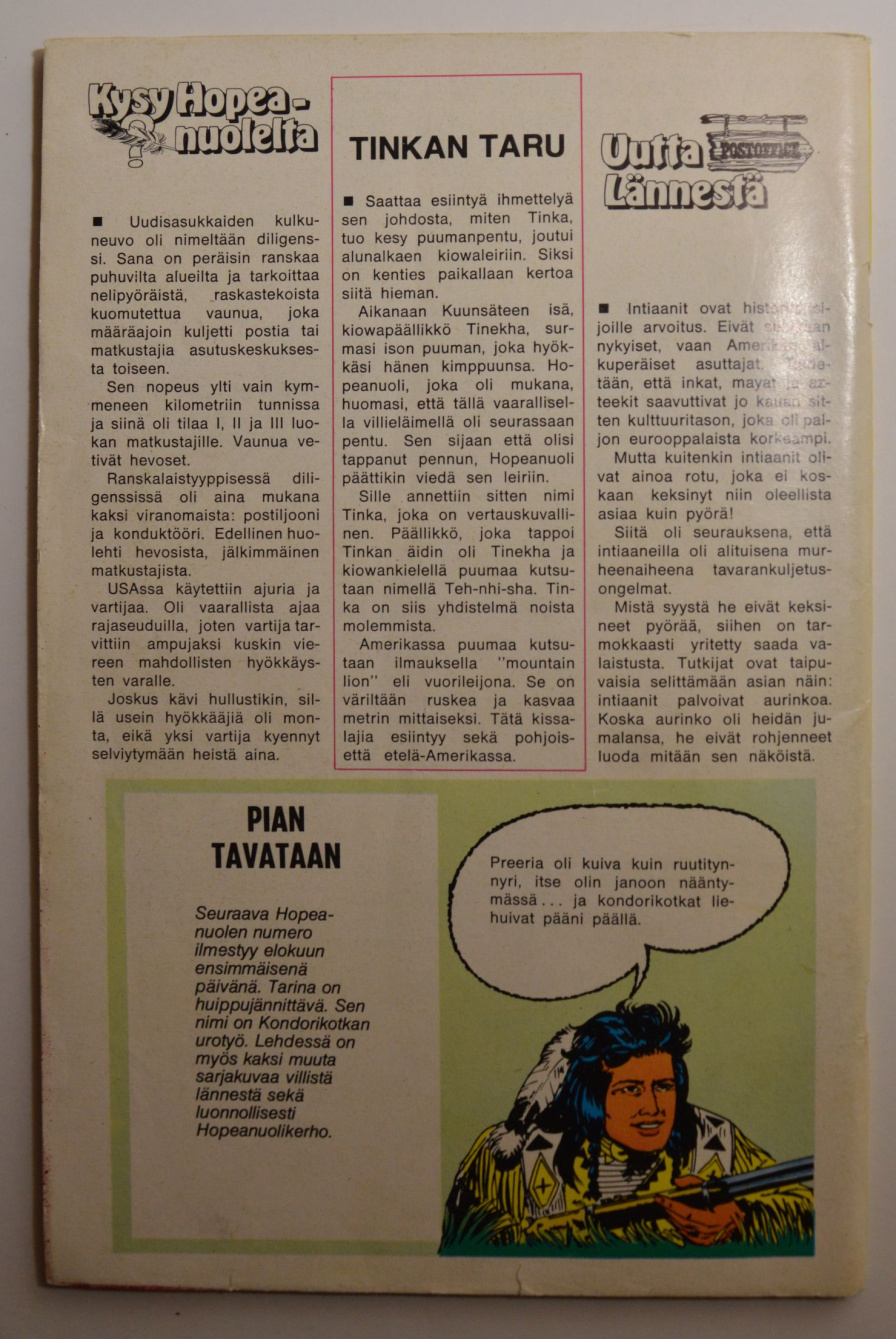 Kysy Hopea-
nuolelta
■ Uudisasukkaiden kulku-
neuvo oli nimeltään diligens-
si. Sana on peräisin ranskaa
puhuvilta alueilta ja tarkoittaa
nelipyöräistä, raskastekoista
kuomutettua vaunua, joka
määräajoin kuljetti postia tai
matkustajia asutuskeskukses-
ta toiseen.
Sen nopeus ylti vain kym-
meneen kilometriin tunnissa
ja siinä oli tilaa I, II ja III luo-
kan matkustajille. Vaunua ve-
tivät hevoset.
Ranskalaistyyppisessä dili-
genssissä oli aina mukana
kaksi viranomaista: postiljooni
ja konduktööri. Edellinen huo-
lehti hevosista, jälkimmäinen
matkustajista.
USAssa käytettiin ajuria ja
vartijaa. Oli vaarallista ajaa
rajaseuduilla, joten vartija tar-
vittiin ampujaksi kuskin vie-
reen mahdollisten hyökkäys-
ten varalle.
Joskus kävi hullustikin, sil-
lä usein hyökkääjiä oli mon-
ta, eikä yksi vartija kyennyt
selviytymään heistä aina.
TINKAN TARU
■ Saattaa esiintyä ihmettelyä
sen johdosta, miten Tinka,
tuo kesy puumanpentu, joutui
alunalkaen kiowaleiriin. Siksi
on kenties paikallaan kertoa
siitä hieman.
Aikanaan Kuunsäteen isä,
kiowapäällikkö Tinekha, sur-
masi ison puuman, joka hyök-
käsi hänen kimppuunsa. Ho-
peanuoli, joka oli mukana,
huomasi, että tällä vaarallisel-
la villieläimellä oli seurassaan
pentu. Sen sijaan että olisi
tappanut pennun, Hopeanuoli
päättikin viedä sen leiriin.
Sille annettiin sitten nimi
Tinka, joka on vertauskuvalli-
nen. Päällikkö, joka tappoi
Tinkan äidin oli Tinekha ja
kiowankielellä puumaa kutsu-
taan nimellä Teh-nhi-sha. Tin-
ka on siis yhdistelmä noista
molemmista.
Amerikassa puumaa kutsu-
taan ilmauksella "mountain
lion" eli vuorileijona. Se on
väriltään ruskea ja kasvaa
metrin mittaiseksi. Tätä kissa-
lajia esiintyy sekä pohjois-
että etelä-Amerikassa.
Uutta
POSTOFFICE
Lännestä
■ Intiaanit ovat
joille arvoitus. Eivät
nykyiset, vaan
kuperäiset asuttajat.
tään, että inkat, mayat ja az-
teekit saavuttivat jo kauan sit-
ten kulttuuritason, joka oli pal-
jon eurooppalaista korkeampi.
Mutta kuitenkin intiaanit oli-
vat ainoa rotu, joka ei kos-
kaan keksinyt niin oleellista
asiaa kuin pyörä!
Siitä oli seurauksena, että
intiaaneilla oli alituisena mur-
heenaiheena tavarankuljetus-
ongelmat.
Mistä syystä he eivät keksi-
neet pyörää, siihen on tar-
mokkaasti yritetty saada va-
laistusta. Tutkijat ovat taipu-
vaisia selittämään asian näin:
intiaanit palvoivat aurinkoa.
Koska aurinko oli heidän ju-
malansa, he eivät rohjenneet
luoda mitään sen näköistä.
PIAN
TAVATAAN
Seuraava Hopea-
nuolen numero
ilmestyy elokuun
ensimmäisenä
päivänä. Tarina on
huippujännittävä. Sen
nimi on Kondorikotkan
urotyö. Lehdessä on
myös kaksi muuta
sarjakuvaa villistä
lännestä sekä
luonnollisesti
Hopeanuolikerho.
Preeria oli kuiva kuin ruutityn-
nyri, itse olin janoon näänty-
mässä... ja kondorikotkat lie-
huivat pääni päällä.